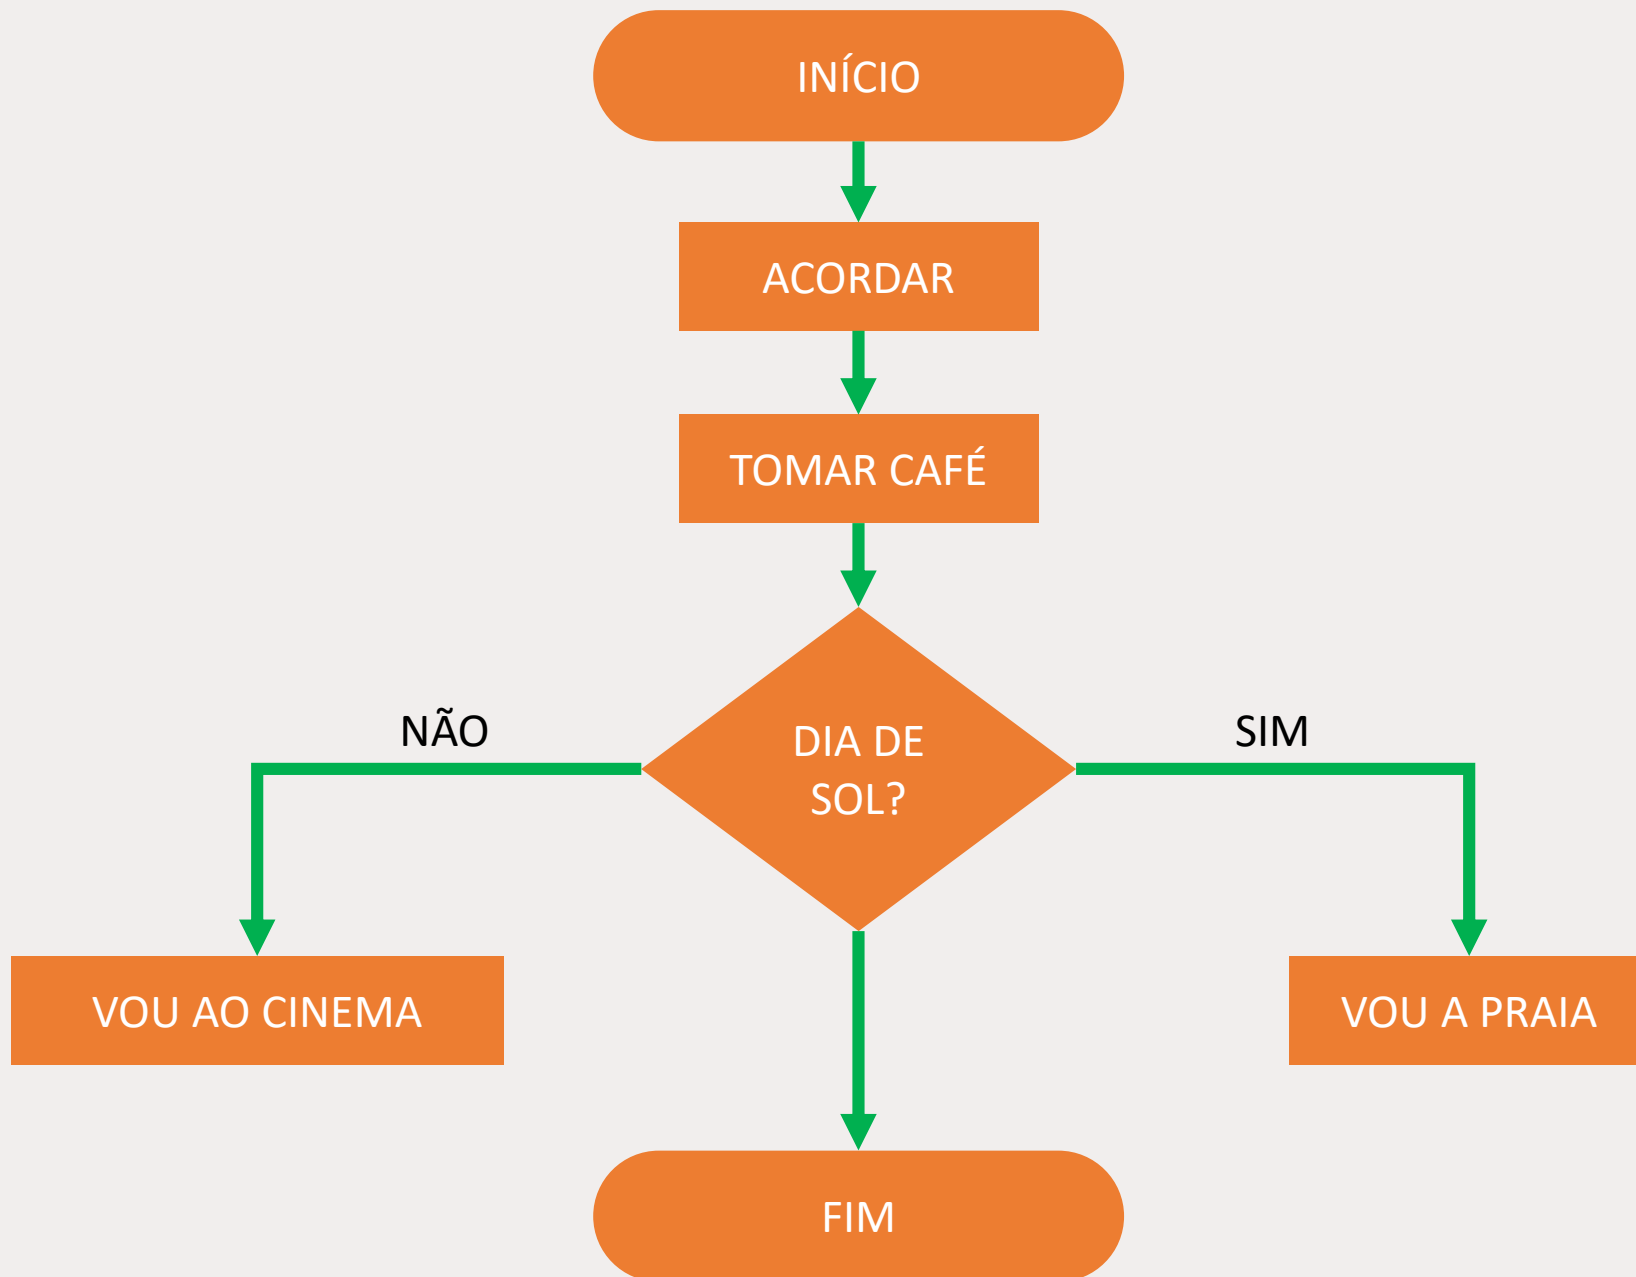 INÍCIO
ACORDAR
TOMAR CAFÉ
NÃO
DIA DE
SOL?
SIM
VOU AO CINEMA
VOU A PRAIA
FIM